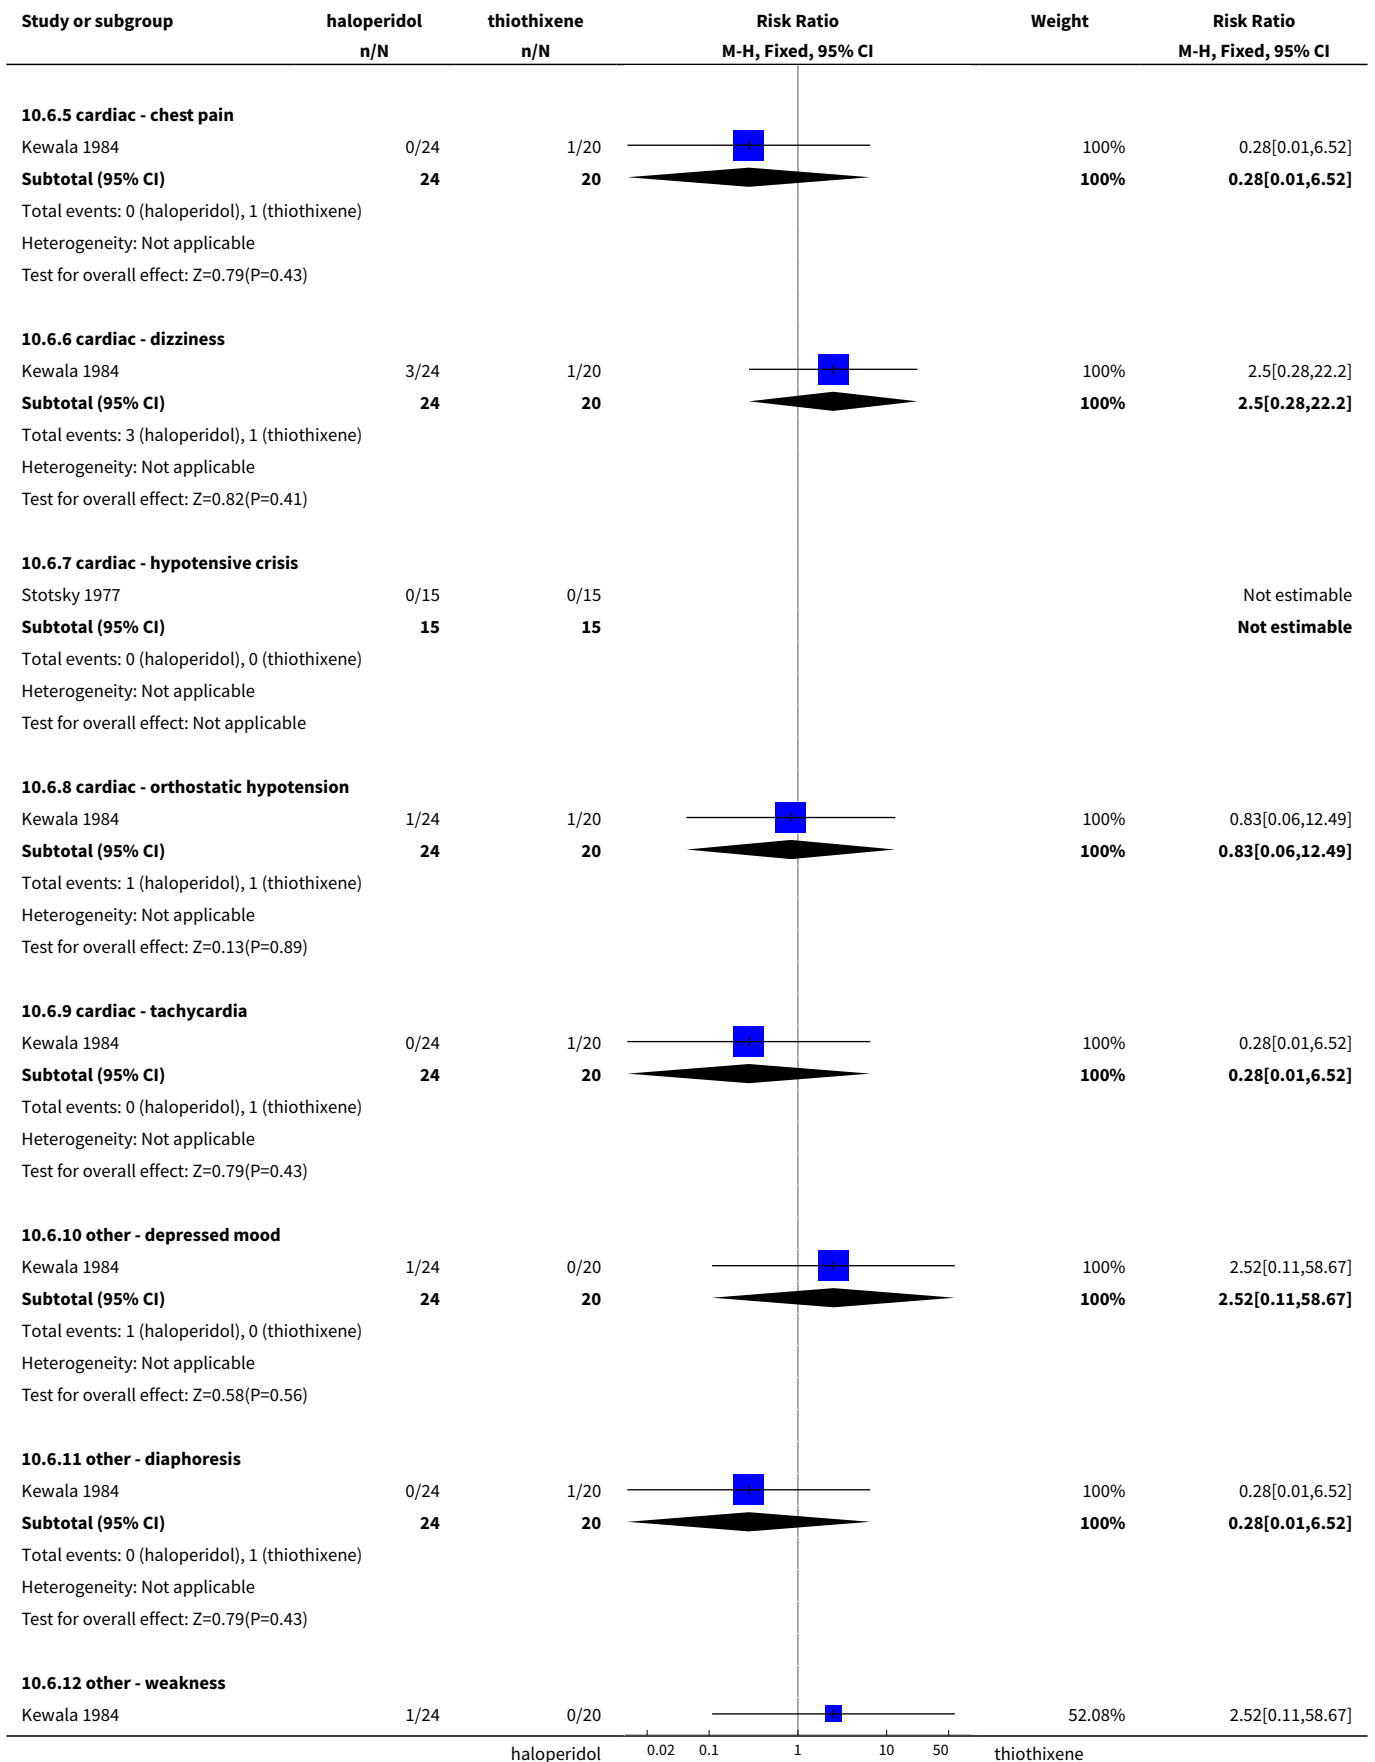 Study or subgroup haloperidol thiothixene Risk Ratio Weight Risk Ratio
n/N n/N M-H, Fixed, 95% CI M-H, Fixed, 95% CI
10.6.5 cardiac - chest pain
Kewala 1984 0/24 1/20 100% 0.28[0.01,6.52]
Subtotal (95% CI) 24 20 100% 0.28[0.01,6.52]
Total events: 0 (haloperidol), 1 (thiothixene)
Heterogeneity: Not applicable
Test for overall effect: Z=0.79(P=0.43)
10.6.6 cardiac - dizziness
Kewala 1984 3/24 1/20 100% 2.5[0.28,22.2]
Subtotal (95% CI) 24 20 100% 2.5[0.28,22.2]
Total events: 3 (haloperidol), 1 (thiothixene)
Heterogeneity: Not applicable
Test for overall effect: Z=0.82(P=0.41)
10.6.7 cardiac - hypotensive crisis
Stotsky 1977 0/15 0/15 Not estimable
Subtotal (95% CI) 15 15 Not estimable
Total events: 0 (haloperidol), 0 (thiothixene)
Heterogeneity: Not applicable
Test for overall effect: Not applicable
10.6.8 cardiac - orthostatic hypotension
Kewala 1984 1/24 1/20 100% 0.83[0.06,12.49]
Subtotal (95% CI) 24 20 100% 0.83[0.06,12.49]
Total events: 1 (haloperidol), 1 (thiothixene)
Heterogeneity: Not applicable
Test for overall effect: Z=0.13(P=0.89)
10.6.9 cardiac - tachycardia
Kewala 1984 0/24 1/20 100% 0.28[0.01,6.52]
Subtotal (95% CI) 24 20 100% 0.28[0.01,6.52]
Total events: 0 (haloperidol), 1 (thiothixene)
Heterogeneity: Not applicable
Test for overall effect: Z=0.79(P=0.43)
10.6.10 other - depressed mood
Kewala 1984 1/24 0/20 100% 2.52[0.11,58.67]
Subtotal (95% CI) 24 20 100% 2.52[0.11,58.67]
Total events: 1 (haloperidol), 0 (thiothixene)
Heterogeneity: Not applicable
Test for overall effect: Z=0.58(P=0.56)
10.6.11 other - diaphoresis
Kewala 1984 0/24 1/20 100% 0.28[0.01,6.52]
Subtotal (95% CI) 24 20 100% 0.28[0.01,6.52]
Total events: 0 (haloperidol), 1 (thiothixene)
Heterogeneity: Not applicable
Test for overall effect: Z=0.79(P=0.43)
10.6.12 other - weakness
Kewala 1984 1/24 0/20 52.08% 2.52[0.11,58.67]
haloperidol 0.02 0.1 1 10 50 thiothixene